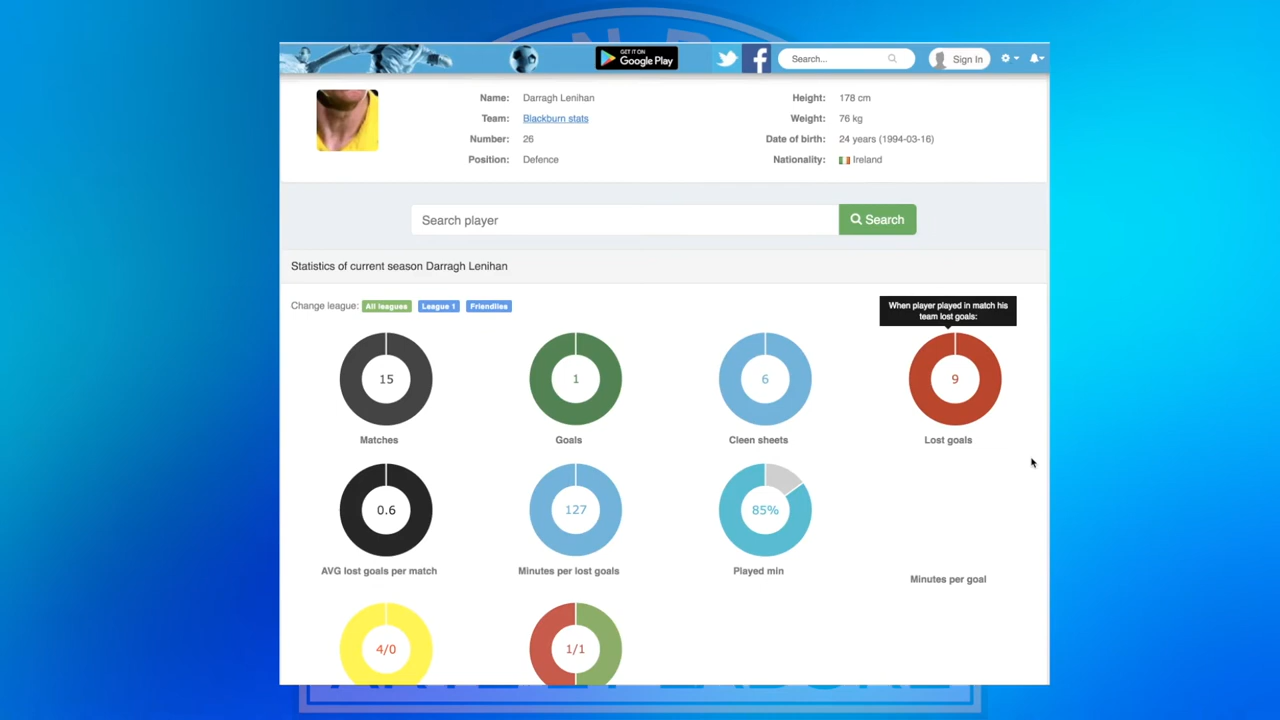 GET IT ON
Google Play
Search...
Sign In
Name: Darragh Lenihan
Team: Blackburn stats
Number: 26
Position: Defence
Height: 178 cm
Weight: 76 kg
Date of birth: 24 years (1994-03-16)
Nationality: Ireland
Search player
Search
Statistics of current season Darragh Lenihan
Change league: All leagues League 1 Friendlies
When player played in match his
team lost goals:
15
1
6
9
Matches
Goals
Cleen sheets
Lost goals
0.6
127
85%
AVG lost goals per match
Minutes per lost goals
Played min
Minutes per goal
4/0
1/1